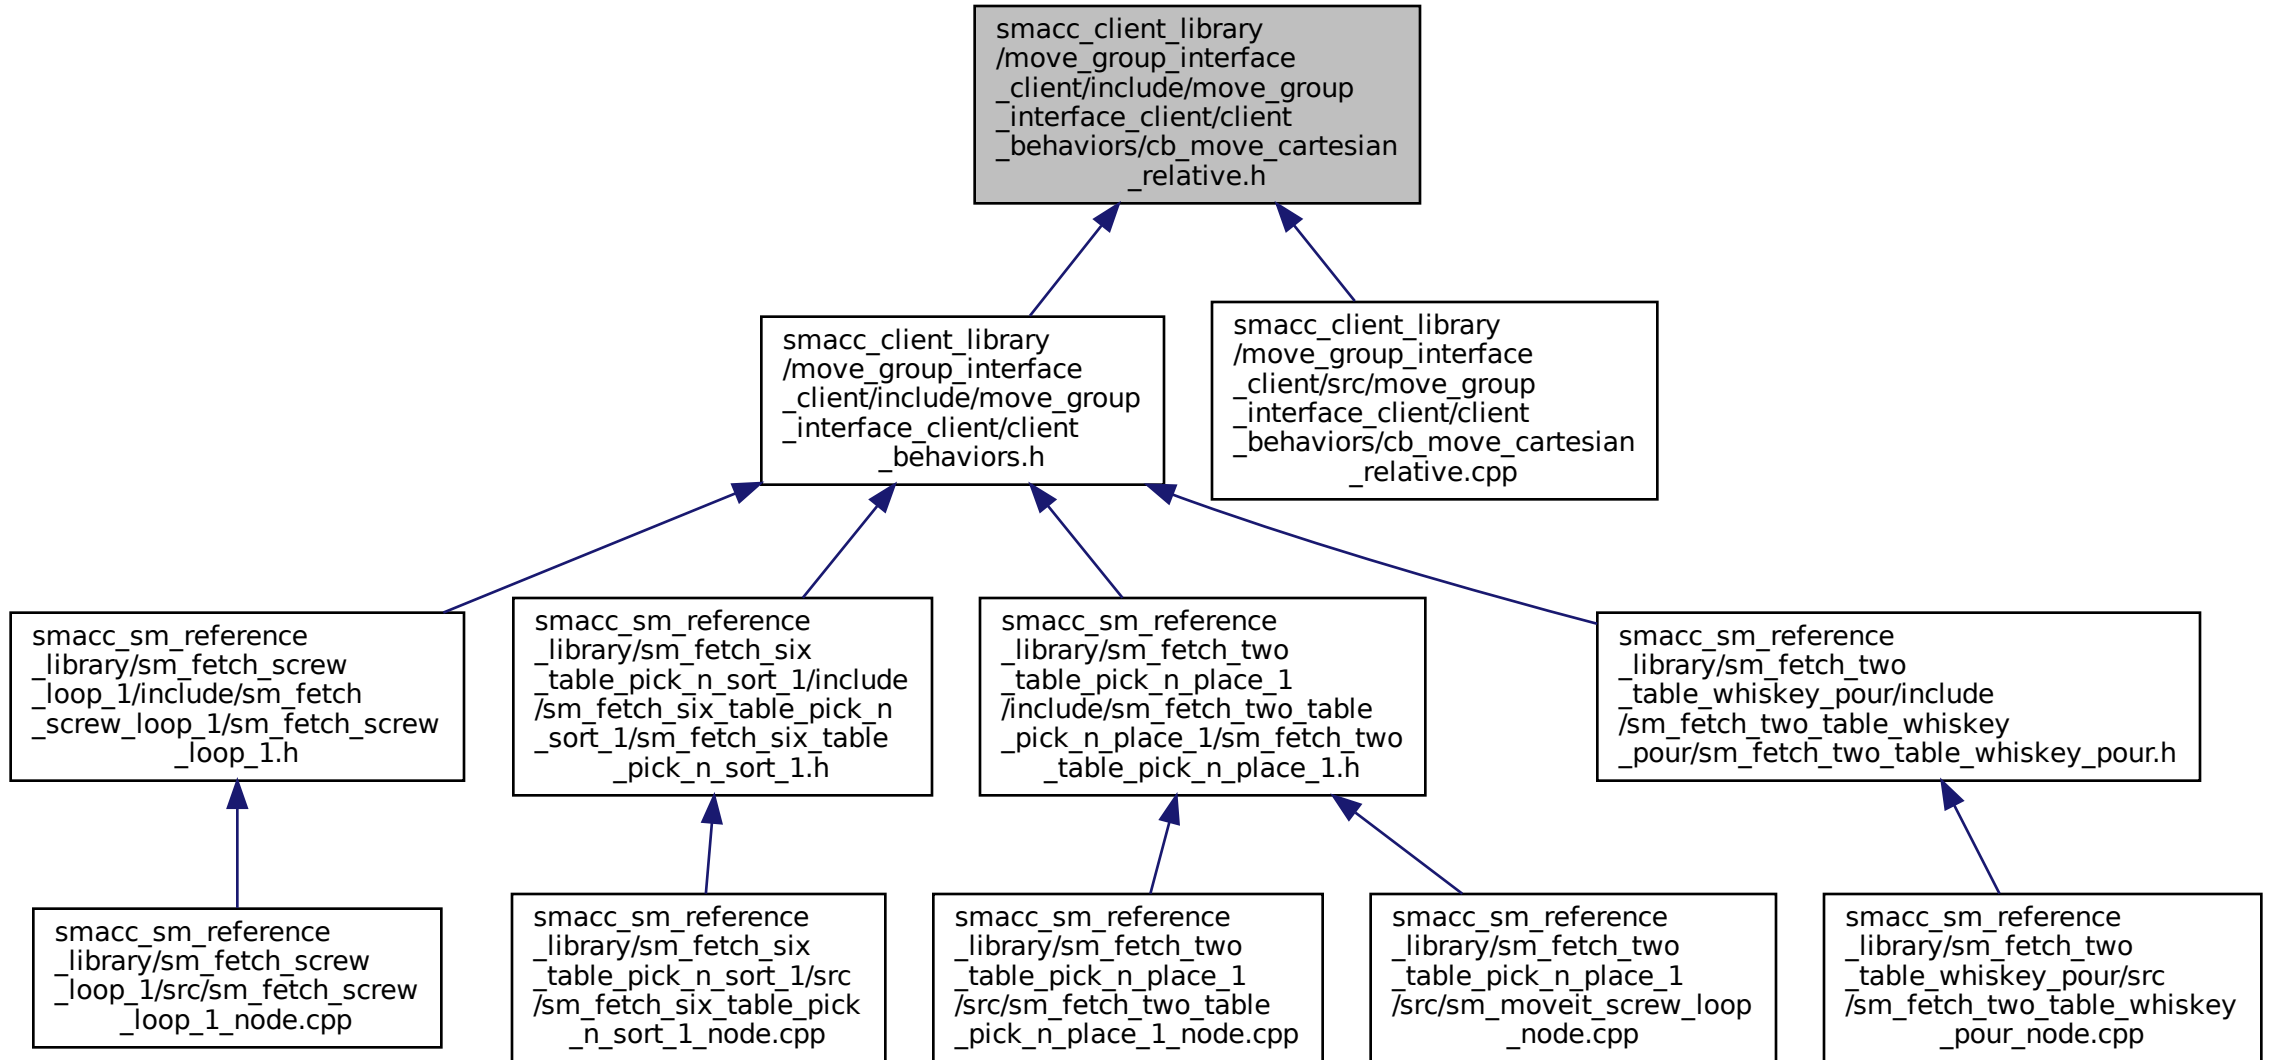 smacc_client_library
/move_group_interface
_client/include/move_group
_interface_client/client
_behaviors/cb_move_cartesian
_relative.h
smacc_client_library
/move_group_interface
_client/include/move_group
_interface_client/client
_behaviors.h
smacc_client_library
/move_group_interface
_client/src/move_group
_interface_client/client
_behaviors/cb_move_cartesian
_relative.cpp
smacc_sm_reference
_library/sm_fetch_screw
_loop_1/include/sm_fetch
_screw_loop_1/sm_fetch_screw
_loop_1.h
smacc_sm_reference
_library/sm_fetch_six
_table_pick_n_sort_1/include
/sm_fetch_six_table_pick_n
_sort_1/sm_fetch_six_table
_pick_n_sort_1.h
smacc_sm_reference
_library/sm_fetch_two
_table_pick_n_place_1
/include/sm_fetch_two_table
_pick_n_place_1/sm_fetch_two
_table_pick_n_place_1.h
smacc_sm_reference
_library/sm_fetch_two
_table_whiskey_pour/include
/sm_fetch_two_table_whiskey
_pour/sm_fetch_two_table_whiskey_pour.h
smacc_sm_reference
_library/sm_fetch_screw
_loop_1/src/sm_fetch_screw
_loop_1_node.cpp
smacc_sm_reference
_library/sm_fetch_six
_table_pick_n_sort_1/src
/sm_fetch_six_table_pick
_n_sort_1_node.cpp
smacc_sm_reference
_library/sm_fetch_two
_table_pick_n_place_1
/src/sm_fetch_two_table
_pick_n_place_1_node.cpp
smacc_sm_reference
_library/sm_fetch_two
_table_pick_n_place_1
/src/sm_moveit_screw_loop
_node.cpp
smacc_sm_reference
_library/sm_fetch_two
_table_whiskey_pour/src
/sm_fetch_two_table_whiskey
_pour_node.cpp